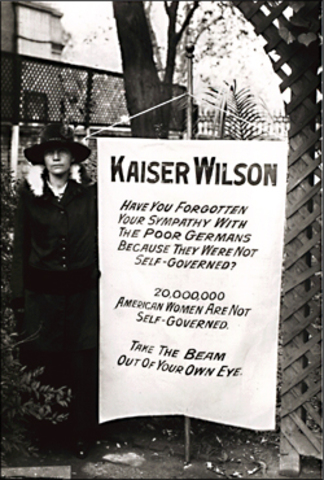 KAISER WILSON
HAVE YOU FORGOTTEN
YOUR SYMPATHY WITH
THE POOR GERMANS
BECAUSE THEY WERE NOT
SELF-GOVERNED?
20,000,000
AMERICAN WOMEN ARE NOT
SELF-GOVERNED.
TAKE THE BEAM
OUT OF YOUR OWN EYE.